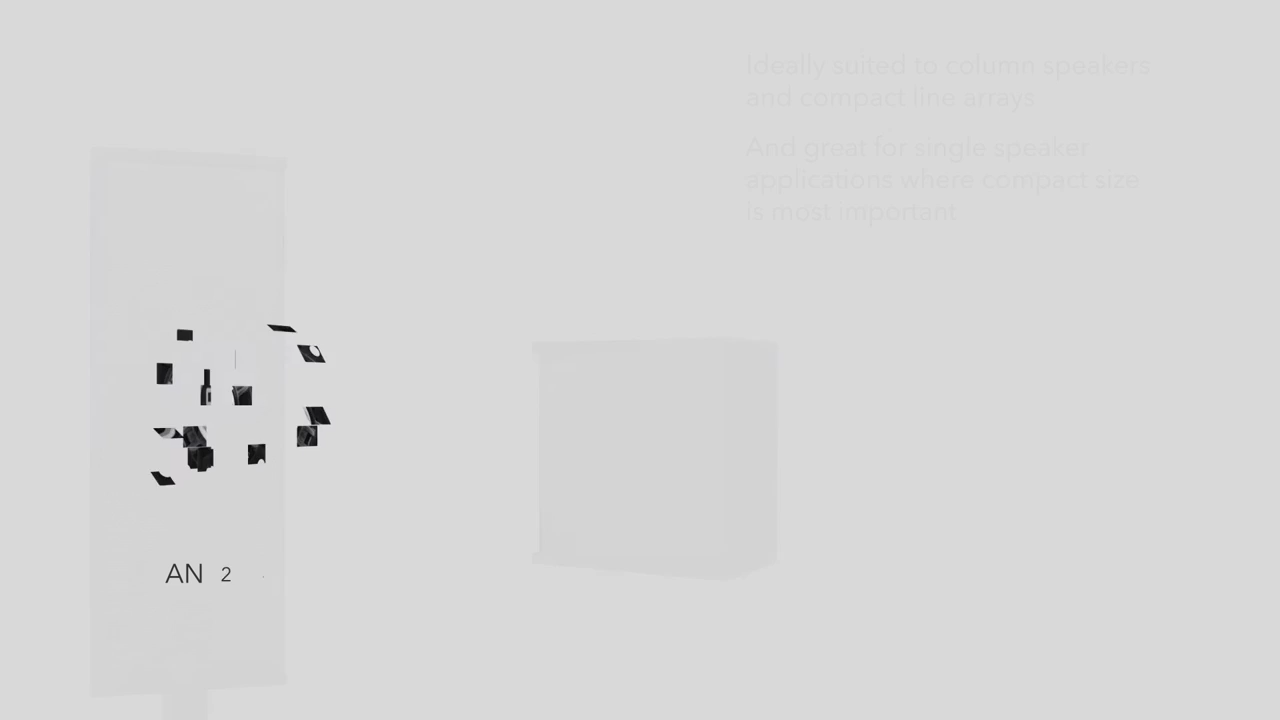 Ideally suited to column speakers
and compact line arrays
And great for single speaker
applications where compact size
is most important
AN 2